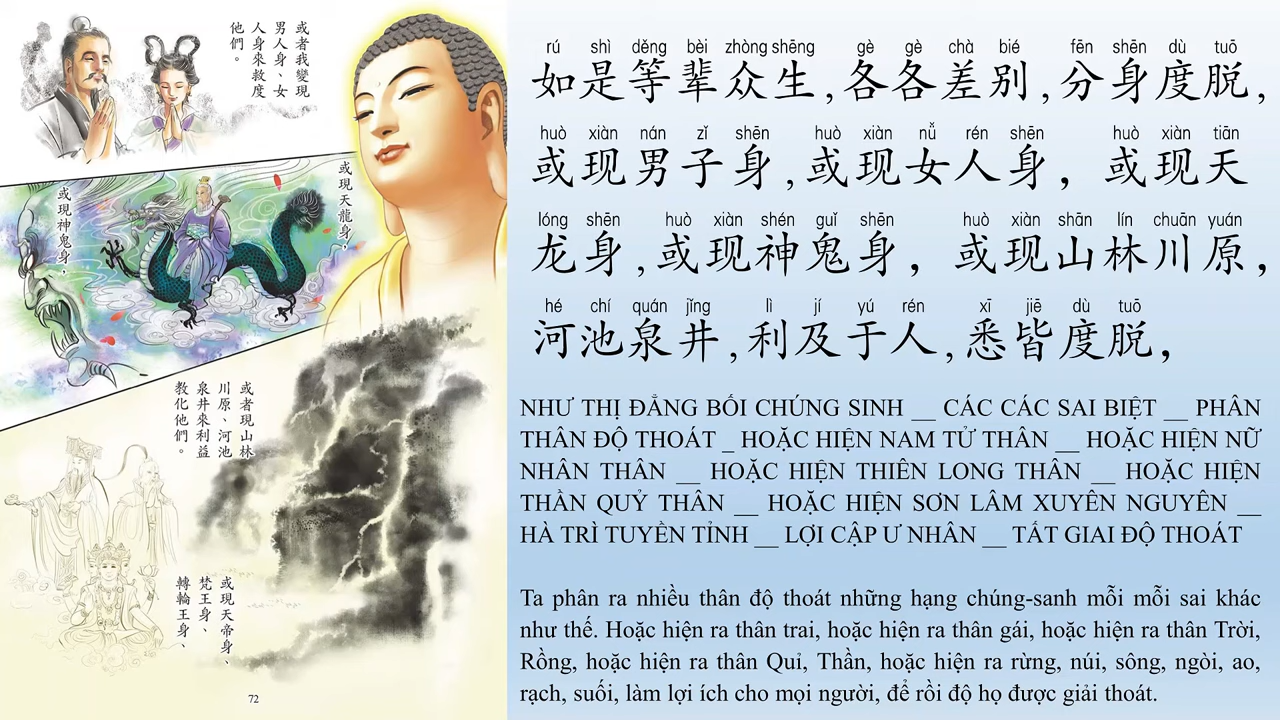 或者我變現
男人身、女
人身來救度
他們。
或現天龍身，
或現神鬼身，
或者現山林
川原、河池
泉井來利益
教化他們。
或現天帝身、
梵王身、
轉輪王身、
72
rú shì děng bèi zhòng shēng gè gè chà bié fēn shēn dù tuō
如是等辈众生,各各差别,分身度脱,
huò xiàn nán zǐ shēn huò xiàn nǚ rén shēn huò xiàn tiān
或现男子身,或现女人身, 或现天
lóng shēn huò xiàn shén guǐ shēn huò xiàn shān lín chuān yuán
龙身,或现神鬼身, 或现山林川原,
hé chí quán jǐng lì jí yú rén xī jiē dù tuō
河池泉井,利及于人,悉皆度脱,
NHƯ THỊ ĐẲNG BỐI CHÚNG SINH __ CÁC CÁC SAI BIỆT __ PHÂN
THÂN ĐỘ THOÁT _ HOẶC HIỆN NAM TỬ THÂN __ HOẶC HIỆN NỮ
NHÂN THÂN __ HOẶC HIỆN THIÊN LONG THÂN __ HOẶC HIỆN
THẦN QUỶ THÂN __ HOẶC HIỆN SƠN LÂM XUYÊN NGUYÊN __
HÀ TRÌ TUYỀN TỈNH __ LỢI CẬP Ư NHÂN __ TẤT GIAI ĐỘ THOÁT
Ta phân ra nhiều thân độ thoát những hạng chúng-sanh mỗi mỗi sai khác
như thế. Hoặc hiện ra thân trai, hoặc hiện ra thân gái, hoặc hiện ra thân Trời,
Rồng, hoặc hiện ra thân Quỉ, Thần, hoặc hiện ra rừng, núi, sông, ngòi, ao,
rạch, suối, làm lợi ích cho mọi người, để rồi độ họ được giải thoát.